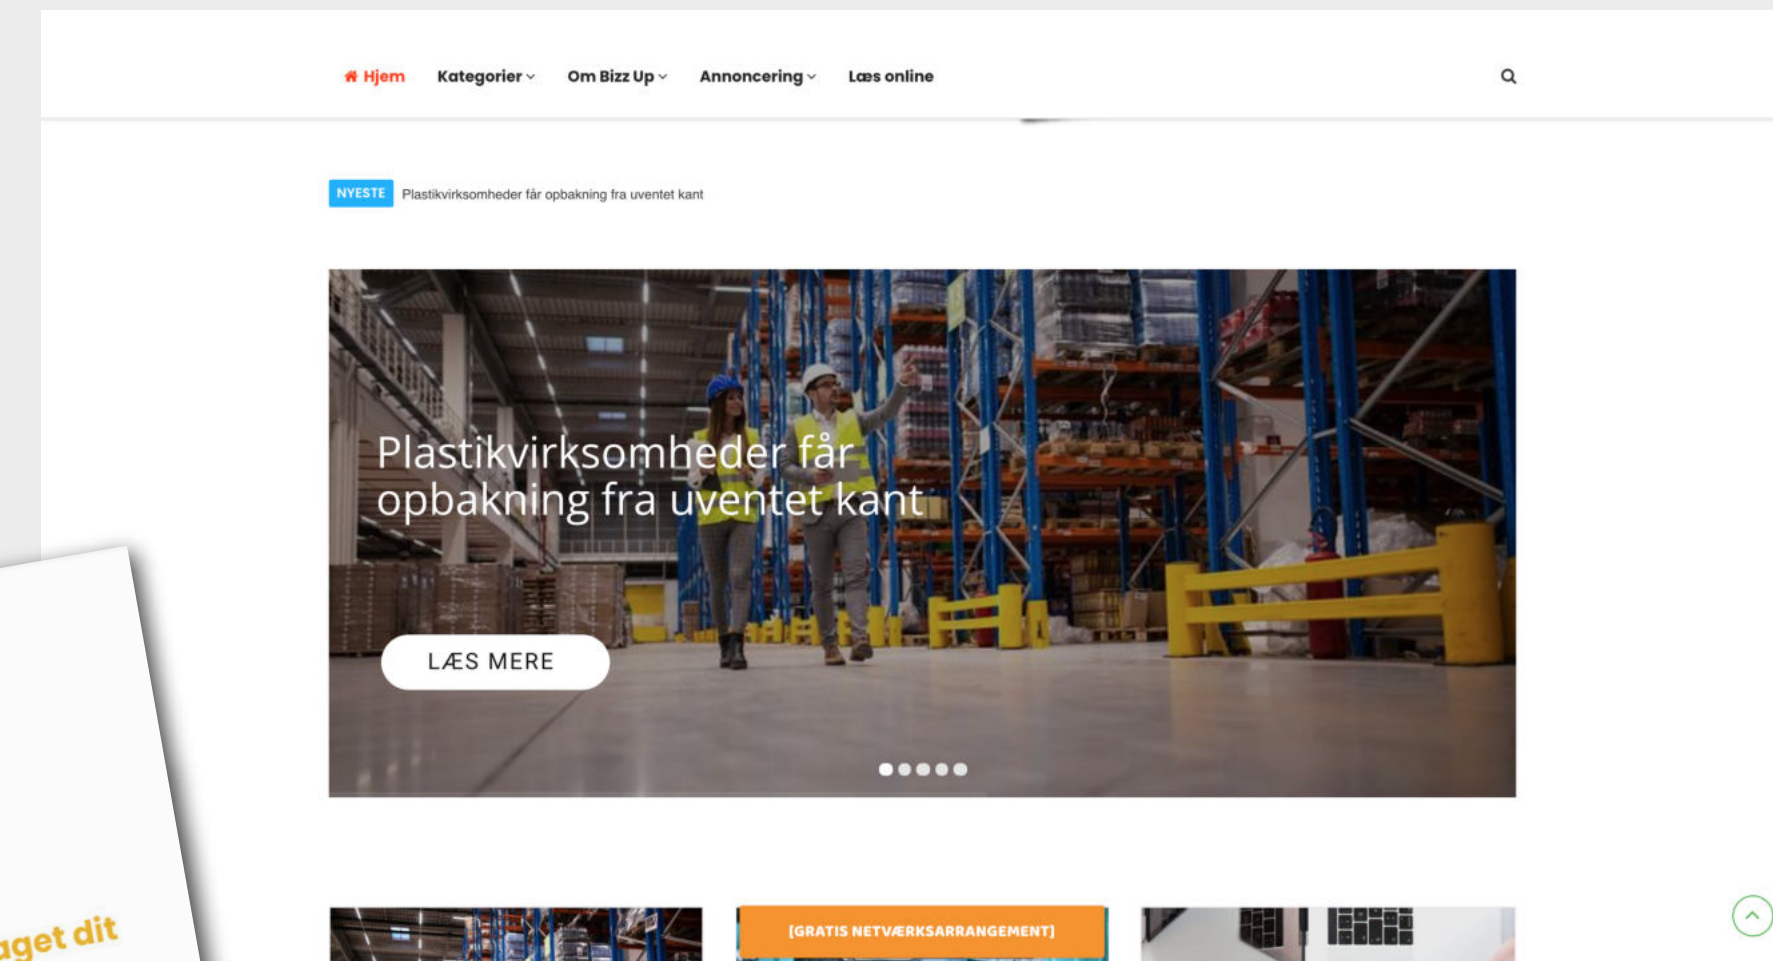 Hjem Kategorier Om Bizz Up Annoncering Læs online
NYESTE Plastikvirksomheder får opbakning fra uventet kant
Plastikvirksomheder får
opbakning fra uventet kant
LÆS MERE
[GRATIS NETVÆRKSARRANGEMENT]
dit